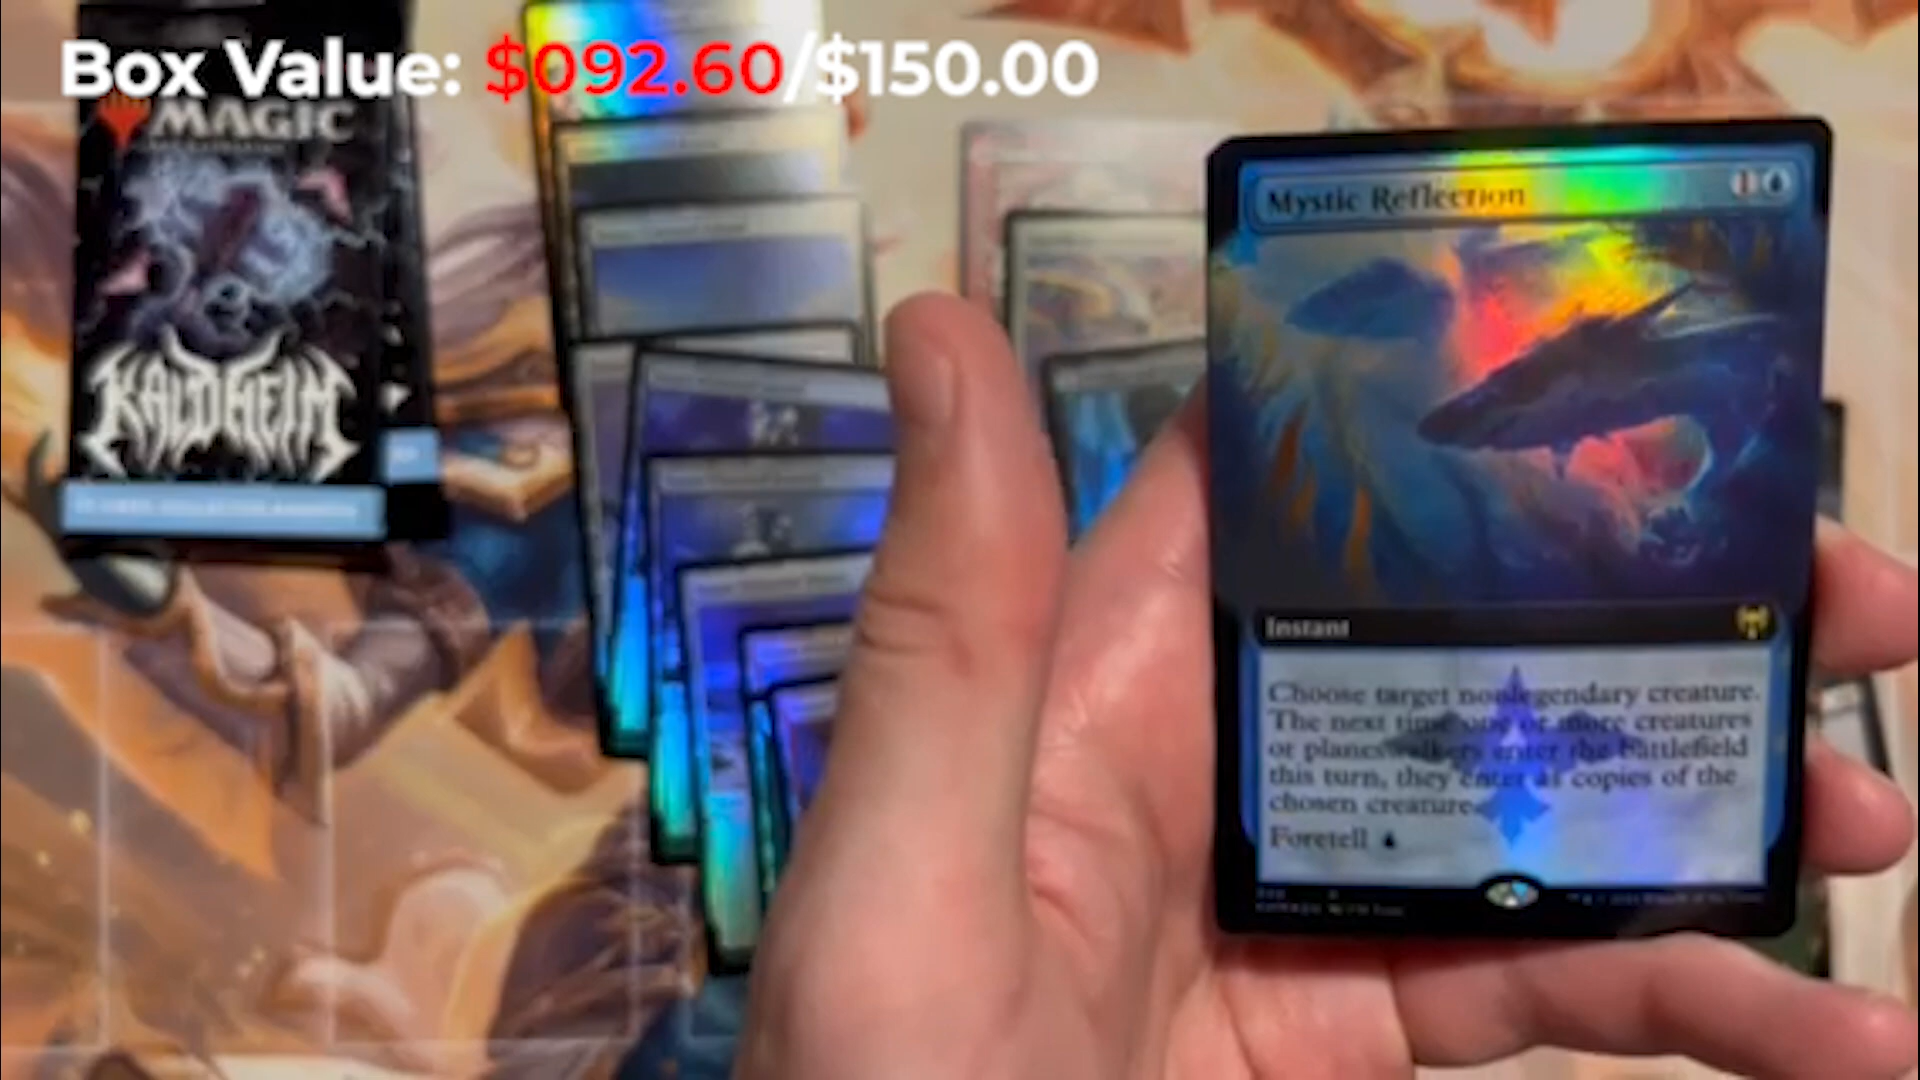 Box Value: $092.60/$150.00
MAGIC
KALDHEIM
Mystic Reflection
1
Instant
Choose target nonlegendary creature.
The next time one or more creatures
or planeswalkers enter the battlefield
this turn, they enter as copies of the
chosen creature.
Foretell